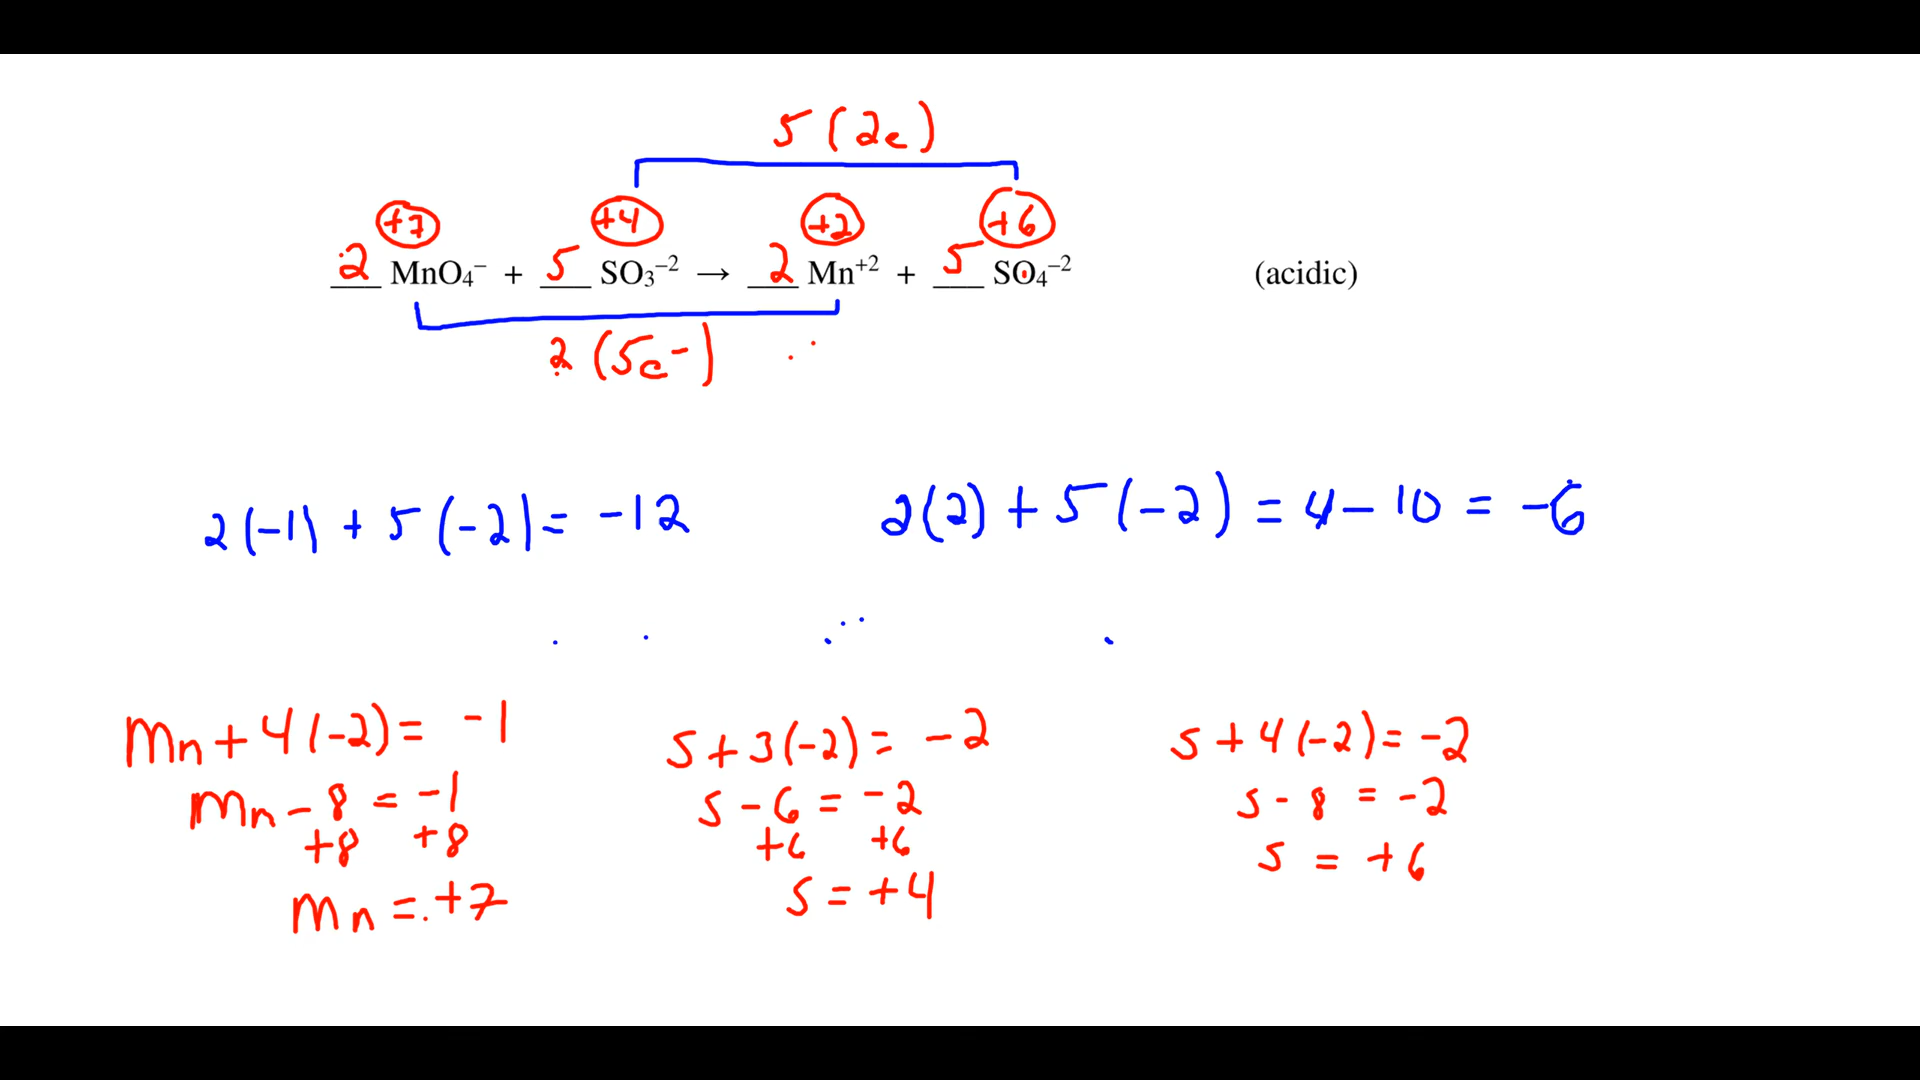 5 (2e)
+7 +4 +2 +6
2 MnO₄⁻ + 5 SO₃⁻² → 2 Mn⁺² + 5 SO₄⁻² (acidic)
2 (5e-)
2(-1) + 5(-2) = -12 2(2) + 5(-2) = 4 - 10 = -6
Mn + 4(-2) = -1 S + 3(-2) = -2 S + 4(-2) = -2
Mn - 8 = -1 S - 6 = -2 S - 8 = -2
+8 +8 +6 +6 S = +6
Mn = +7 S = +4